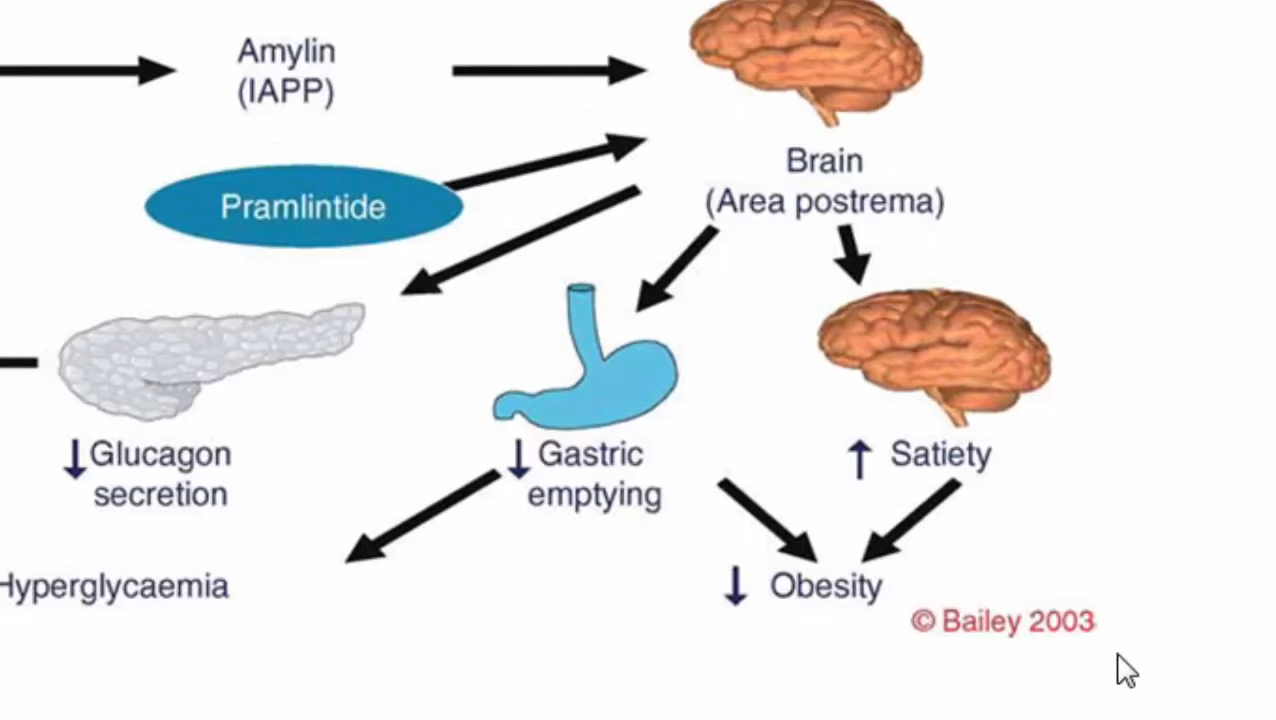 Amylin
(IAPP)
Brain
(Area postrema)
Pramlintide
↓ Glucagon
secretion
↓ Gastric
emptying
↑ Satiety
Hyperglycaemia
↓ Obesity
© Bailey 2003